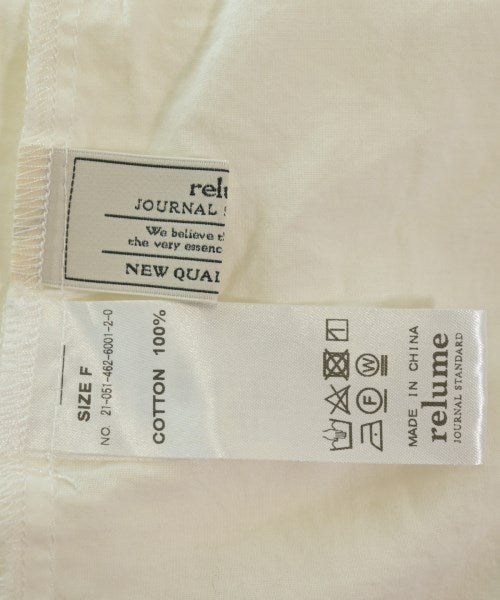 relu
JOURNAL S
We believe t
the very essenc
NEW QUAL
SIZE F
NO. 21-051-462-6001-2-0
COTTON 100%
F W
MADE IN CHINA
relume
JOURNAL STANDARD